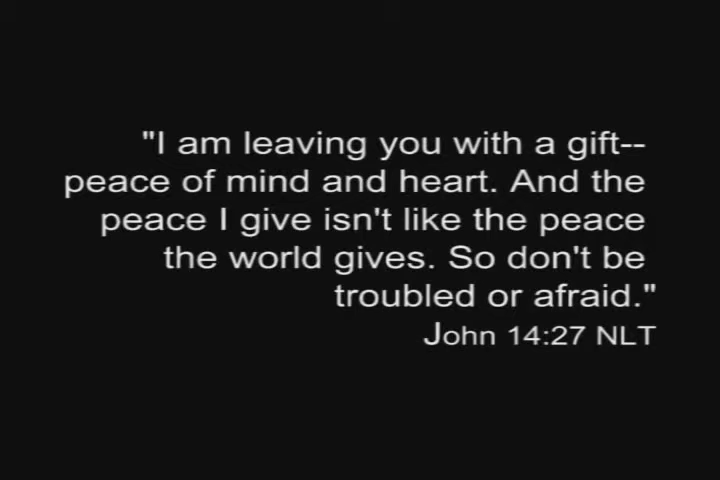 "I am leaving you with a gift--
peace of mind and heart. And the
peace I give isn't like the peace
the world gives. So don't be
troubled or afraid."
John 14:27 NLT